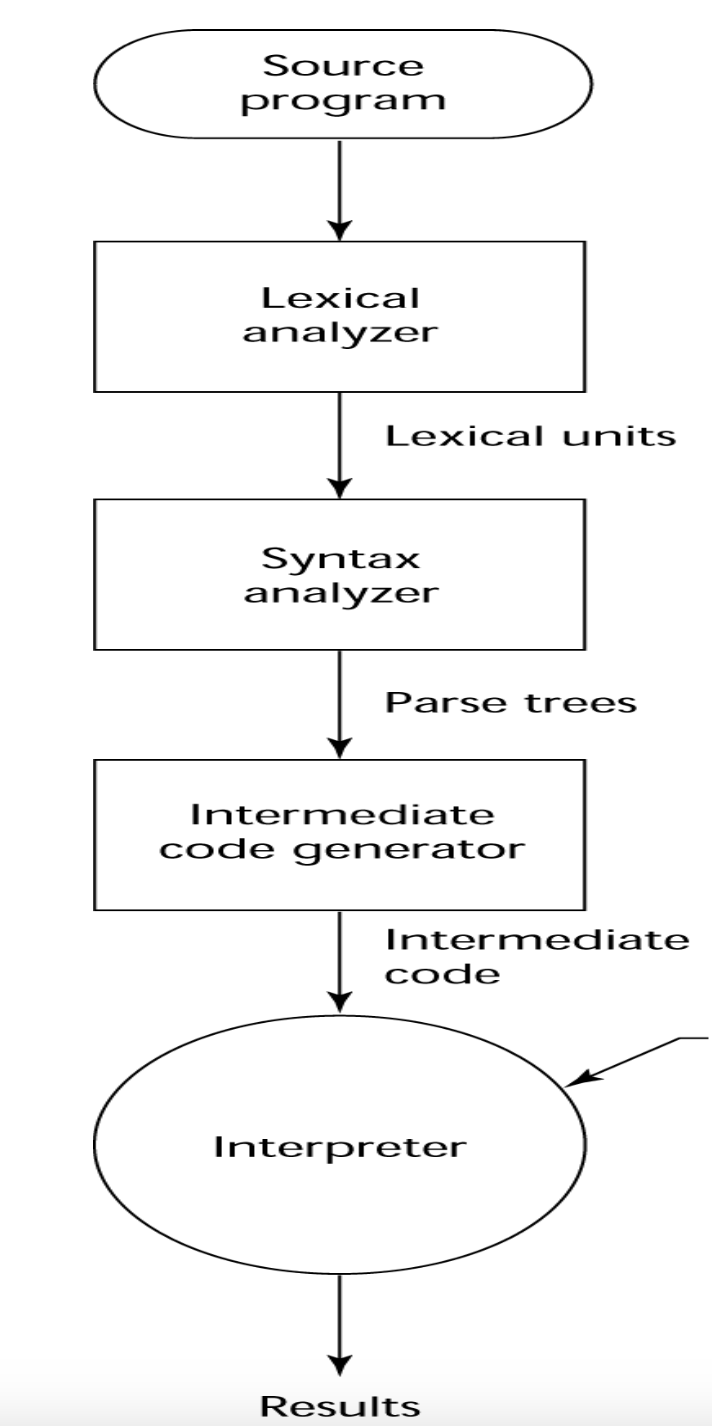 Source
program
Lexical
analyzer
Lexical units
Syntax
analyzer
Parse trees
Intermediate
code generator
Intermediate
code
Interpreter
Results